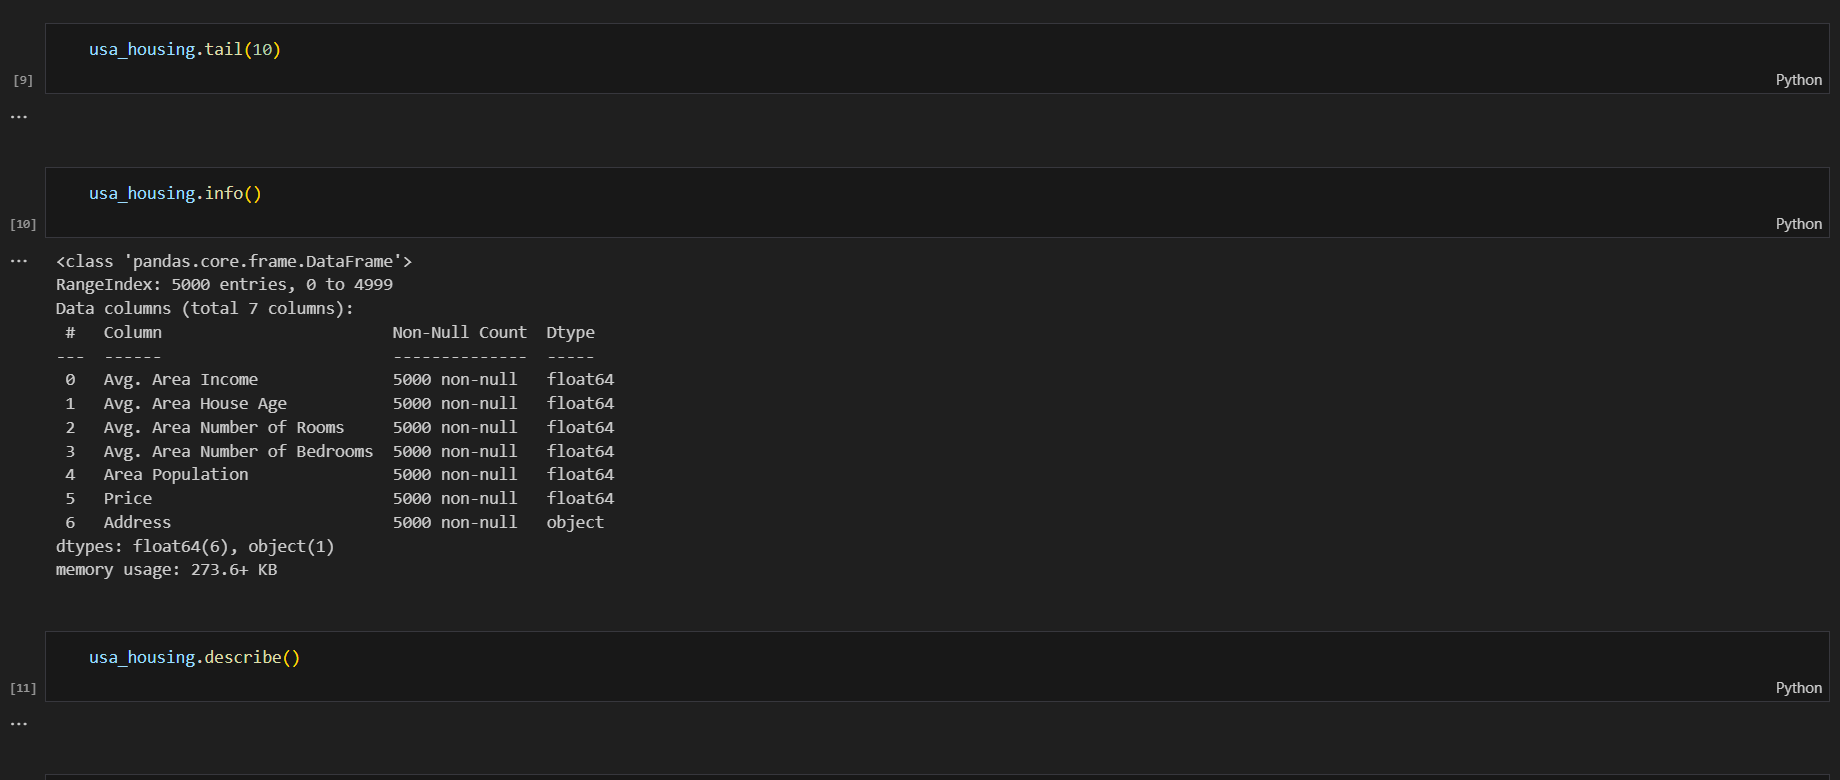 usa_housing.tail(10)
[9]
Python
...
usa_housing.info()
[10]
Python
...
<class 'pandas.core.frame.DataFrame'>
RangeIndex: 5000 entries, 0 to 4999
Data columns (total 7 columns):
 #   Column                        Non-Null Count  Dtype
---  ------                        --------------  -----
 0   Avg. Area Income              5000 non-null   float64
 1   Avg. Area House Age           5000 non-null   float64
 2   Avg. Area Number of Rooms     5000 non-null   float64
 3   Avg. Area Number of Bedrooms  5000 non-null   float64
 4   Area Population               5000 non-null   float64
 5   Price                         5000 non-null   float64
 6   Address                       5000 non-null   object
dtypes: float64(6), object(1)
memory usage: 273.6+ KB
usa_housing.describe()
[11]
Python
...